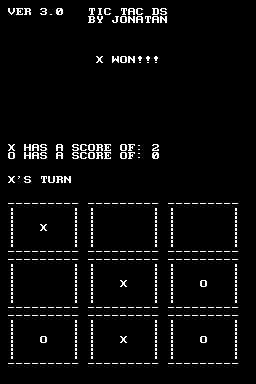 VER 3.0 TIC TAC DS
BY JONATAN
X WON!!!
X HAS A SCORE OF: 2
O HAS A SCORE OF: 0
X'S TURN
X
X O
O X O